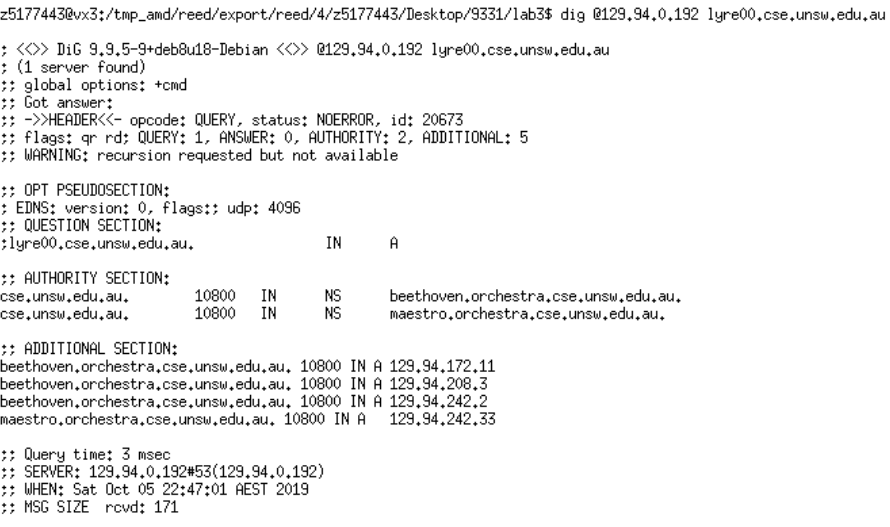 z5177443@vx3:/tmp_amd/reed/export/reed/4/z5177443/Desktop/9331/lab3$ dig @129.94.0.192 lyre00.cse.unsw.edu.au
; <<>> DiG 9.9.5-9+deb8u18-Debian <<>> @129.94.0.192 lyre00.cse.unsw.edu.au
; (1 server found)
;; global options: +cmd
;; Got answer:
;; ->>HEADER<<- opcode: QUERY, status: NOERROR, id: 20673
;; flags: qr rd; QUERY: 1, ANSWER: 0, AUTHORITY: 2, ADDITIONAL: 5
;; WARNING: recursion requested but not available
;; OPT PSEUDOSECTION:
; EDNS: version: 0, flags:; udp: 4096
;; QUESTION SECTION:
;lyre00.cse.unsw.edu.au. IN A
;; AUTHORITY SECTION:
cse.unsw.edu.au. 10800 IN NS beethoven.orchestra.cse.unsw.edu.au.
cse.unsw.edu.au. 10800 IN NS maestro.orchestra.cse.unsw.edu.au.
;; ADDITIONAL SECTION:
beethoven.orchestra.cse.unsw.edu.au. 10800 IN A 129.94.172.11
beethoven.orchestra.cse.unsw.edu.au. 10800 IN A 129.94.208.3
beethoven.orchestra.cse.unsw.edu.au. 10800 IN A 129.94.242.2
maestro.orchestra.cse.unsw.edu.au. 10800 IN A 129.94.242.33
;; Query time: 3 msec
;; SERVER: 129.94.0.192#53(129.94.0.192)
;; WHEN: Sat Oct 05 22:47:01 AEST 2019
;; MSG SIZE rcvd: 171